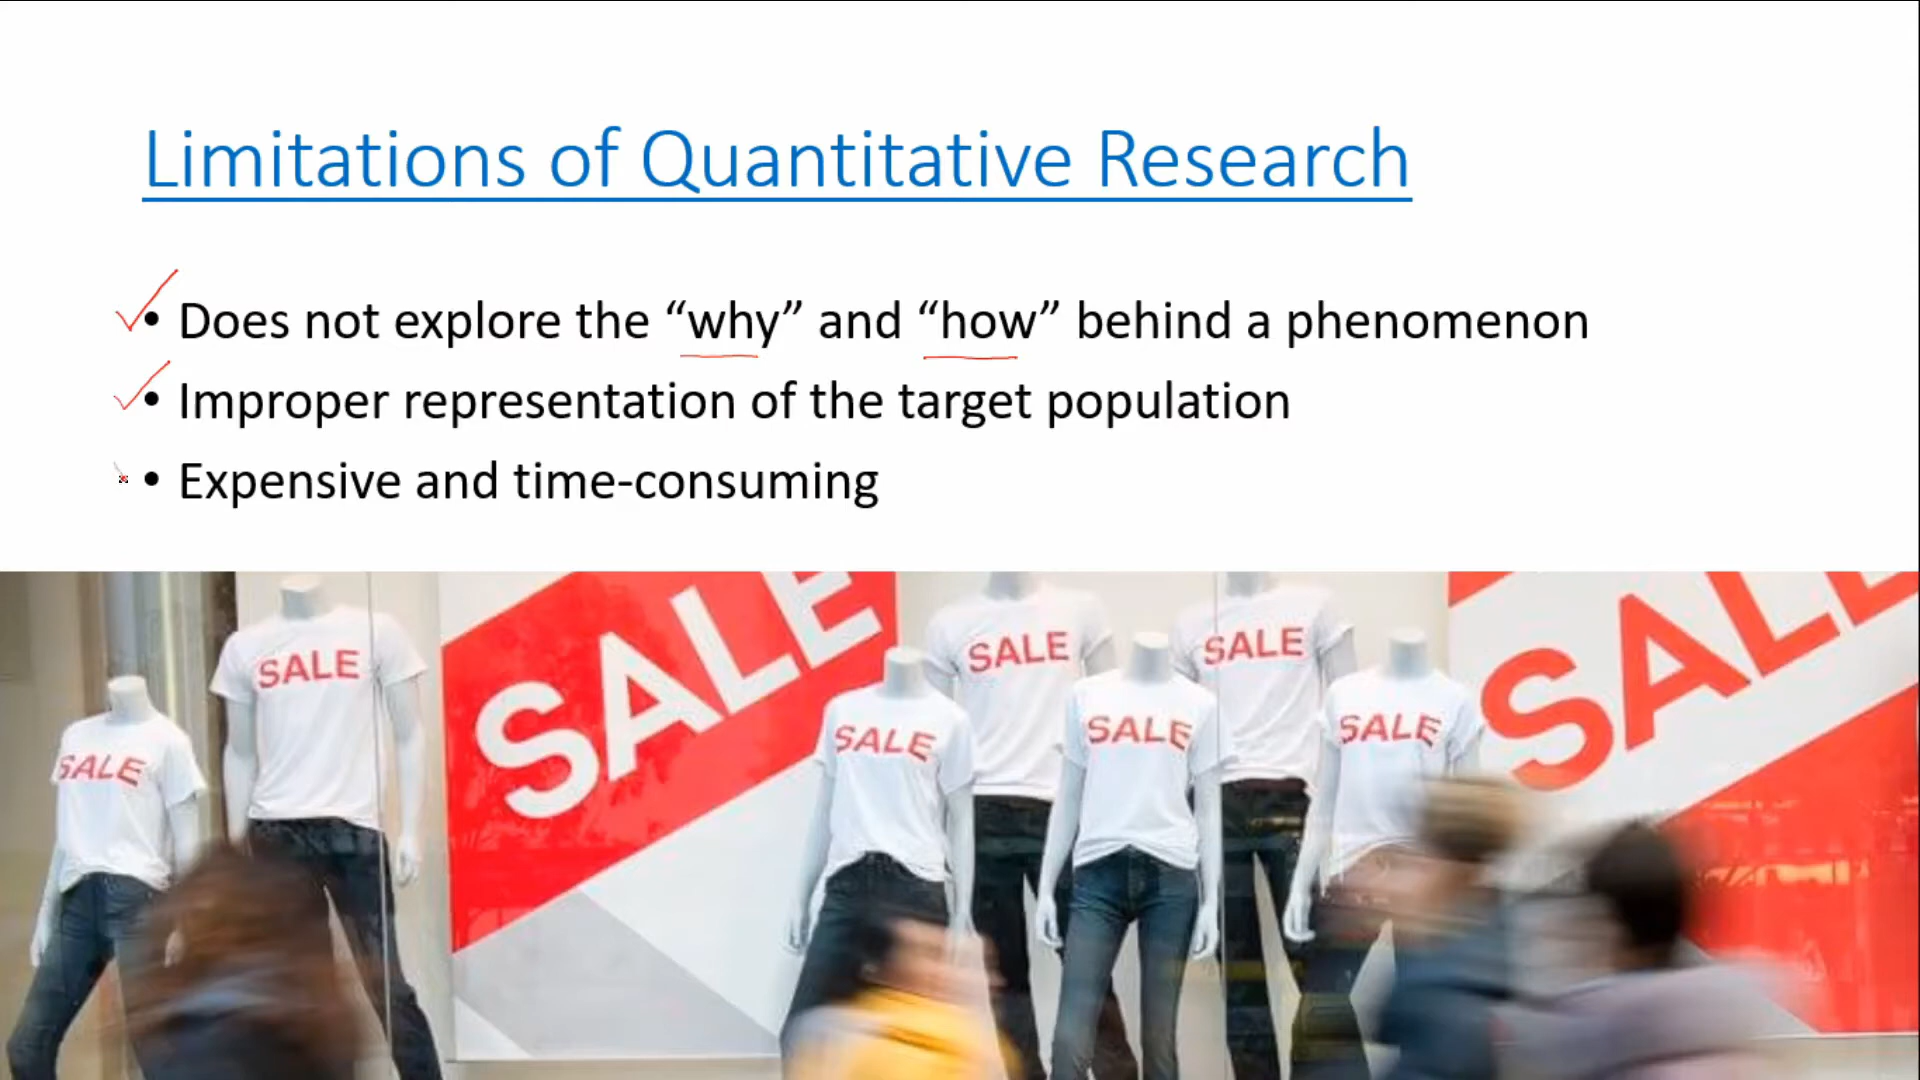 Limitations of Quantitative Research
• Does not explore the “why” and “how” behind a phenomenon
• Improper representation of the target population
• Expensive and time-consuming
SALE
SALE
SALE
SALE
SALE
SALE
SALE
SALE
SALE